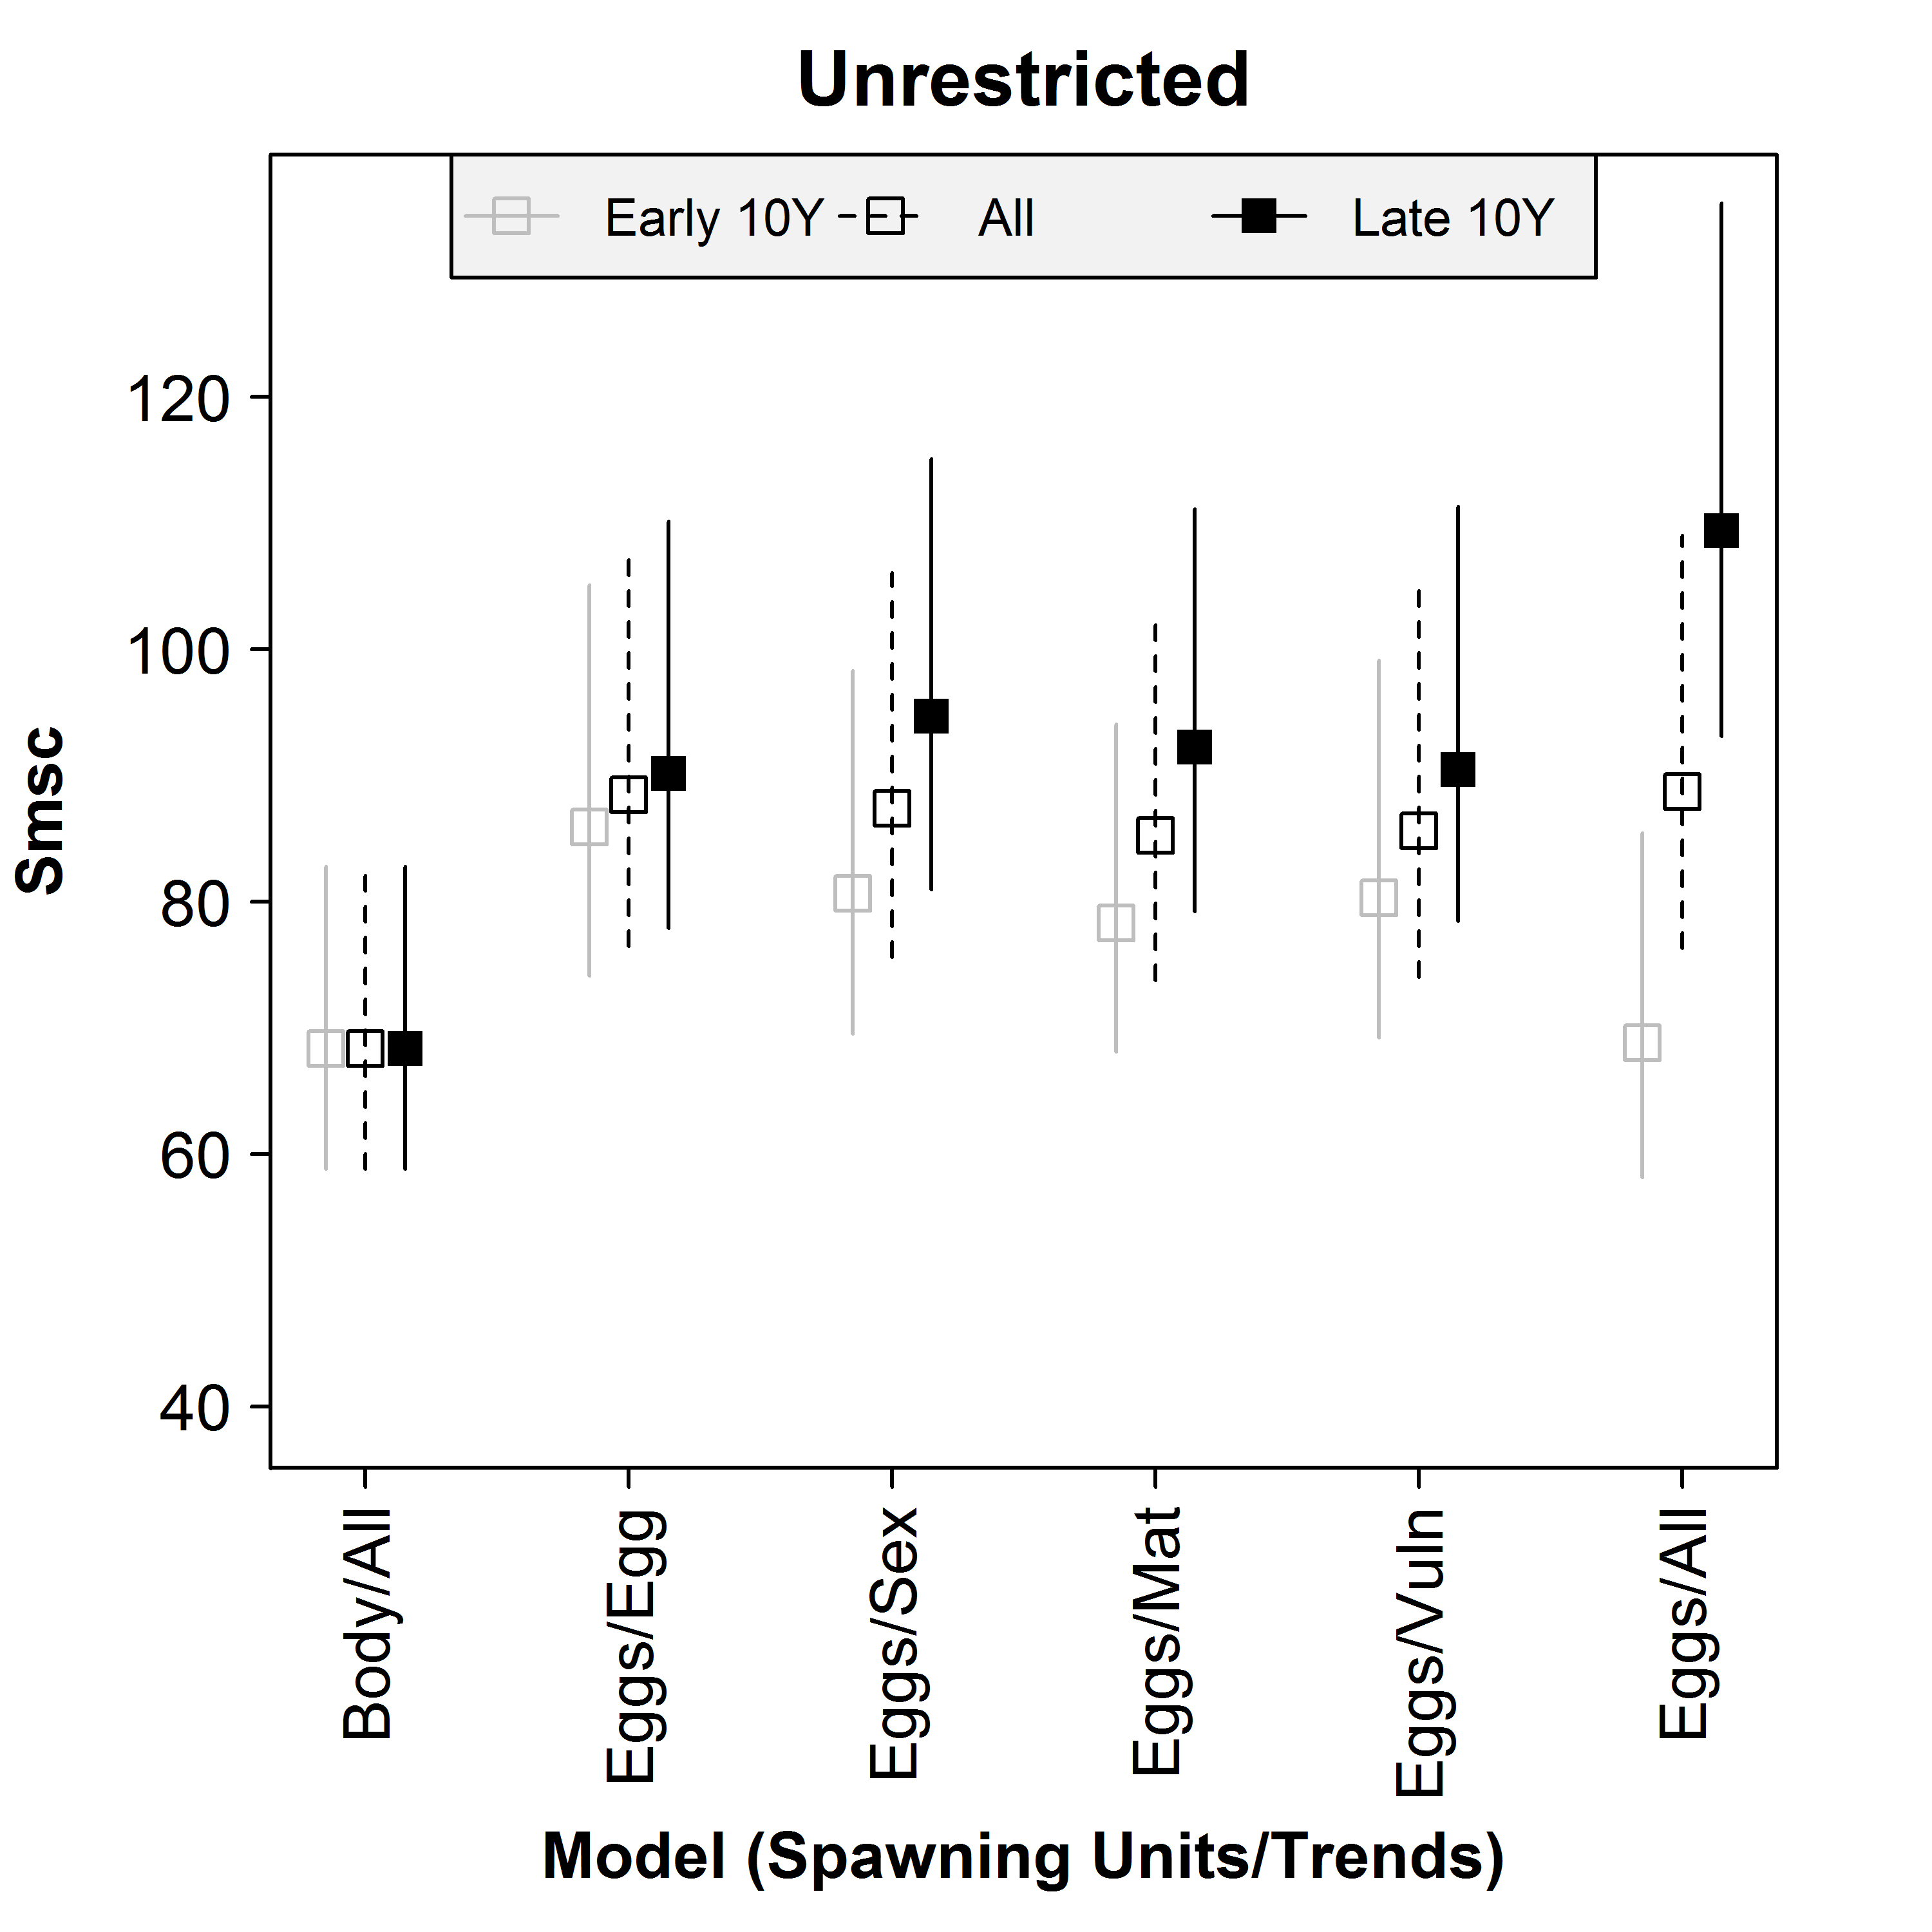 Unrestricted
Early 10Y All Late 10Y
120
100
80
60
40
Smsc
Body/All
Eggs/Egg
Eggs/Sex
Eggs/Mat
Eggs/Vuln
Eggs/All
Model (Spawning Units/Trends)